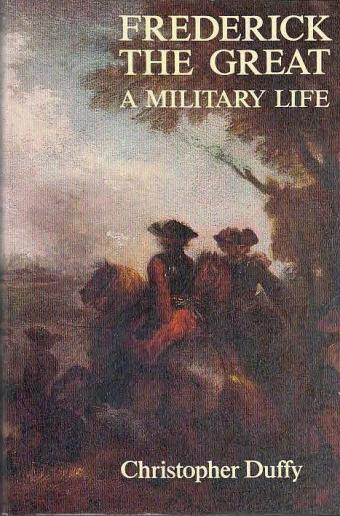 FREDERICK
THE GREAT
A MILITARY LIFE
Christopher Duffy